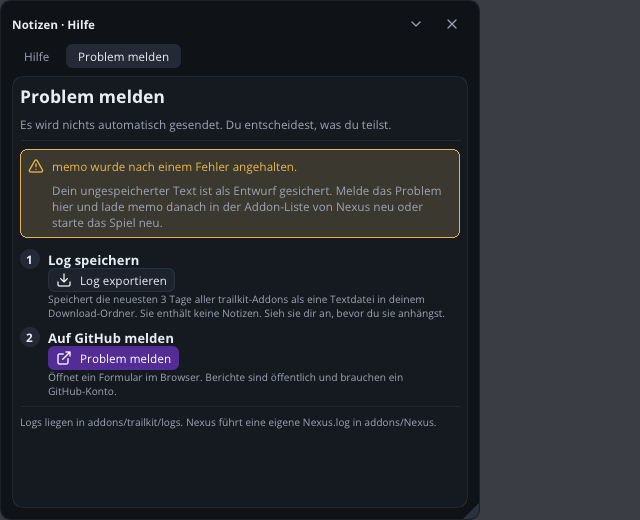 Notizen · Hilfe
Hilfe
Problem melden
Problem melden
Es wird nichts automatisch gesendet. Du entscheidest, was du teilst.
memo wurde nach einem Fehler angehalten.
Dein ungespeicherter Text ist als Entwurf gesichert. Melde das Problem
hier und lade memo danach in der Addon-Liste von Nexus neu oder
starte das Spiel neu.
1 Log speichern
Log exportieren
Speichert die neuesten 3 Tage aller trailkit-Addons als eine Textdatei in deinem
Download-Ordner. Sie enthält keine Notizen. Sieh sie dir an, bevor du sie anhängst.
2 Auf GitHub melden
Problem melden
Öffnet ein Formular im Browser. Berichte sind öffentlich und brauchen ein
GitHub-Konto.
Logs liegen in addons/trailkit/logs. Nexus führt eine eigene Nexus.log in addons/Nexus.